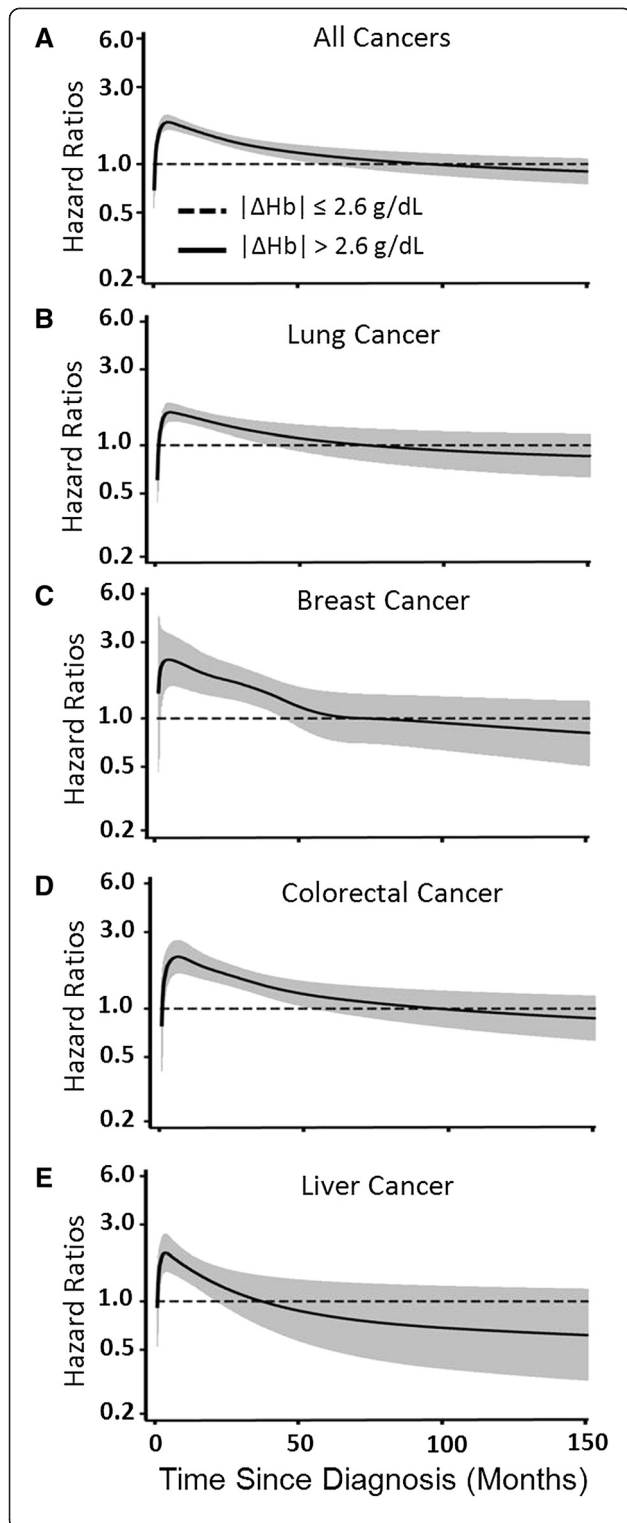 A
All Cancers
6.0
3.0
1.0
0.5
0.2
Hazard Ratios
|ΔHb| ≤ 2.6 g/dL
|ΔHb| > 2.6 g/dL
B
Lung Cancer
6.0
3.0
1.0
0.5
0.2
Hazard Ratios
C
Breast Cancer
6.0
3.0
1.0
0.5
0.2
Hazard Ratios
D
Colorectal Cancer
6.0
3.0
1.0
0.5
0.2
Hazard Ratios
E
Liver Cancer
6.0
3.0
1.0
0.5
0.2
Hazard Ratios
0 50 100 150
Time Since Diagnosis (Months)